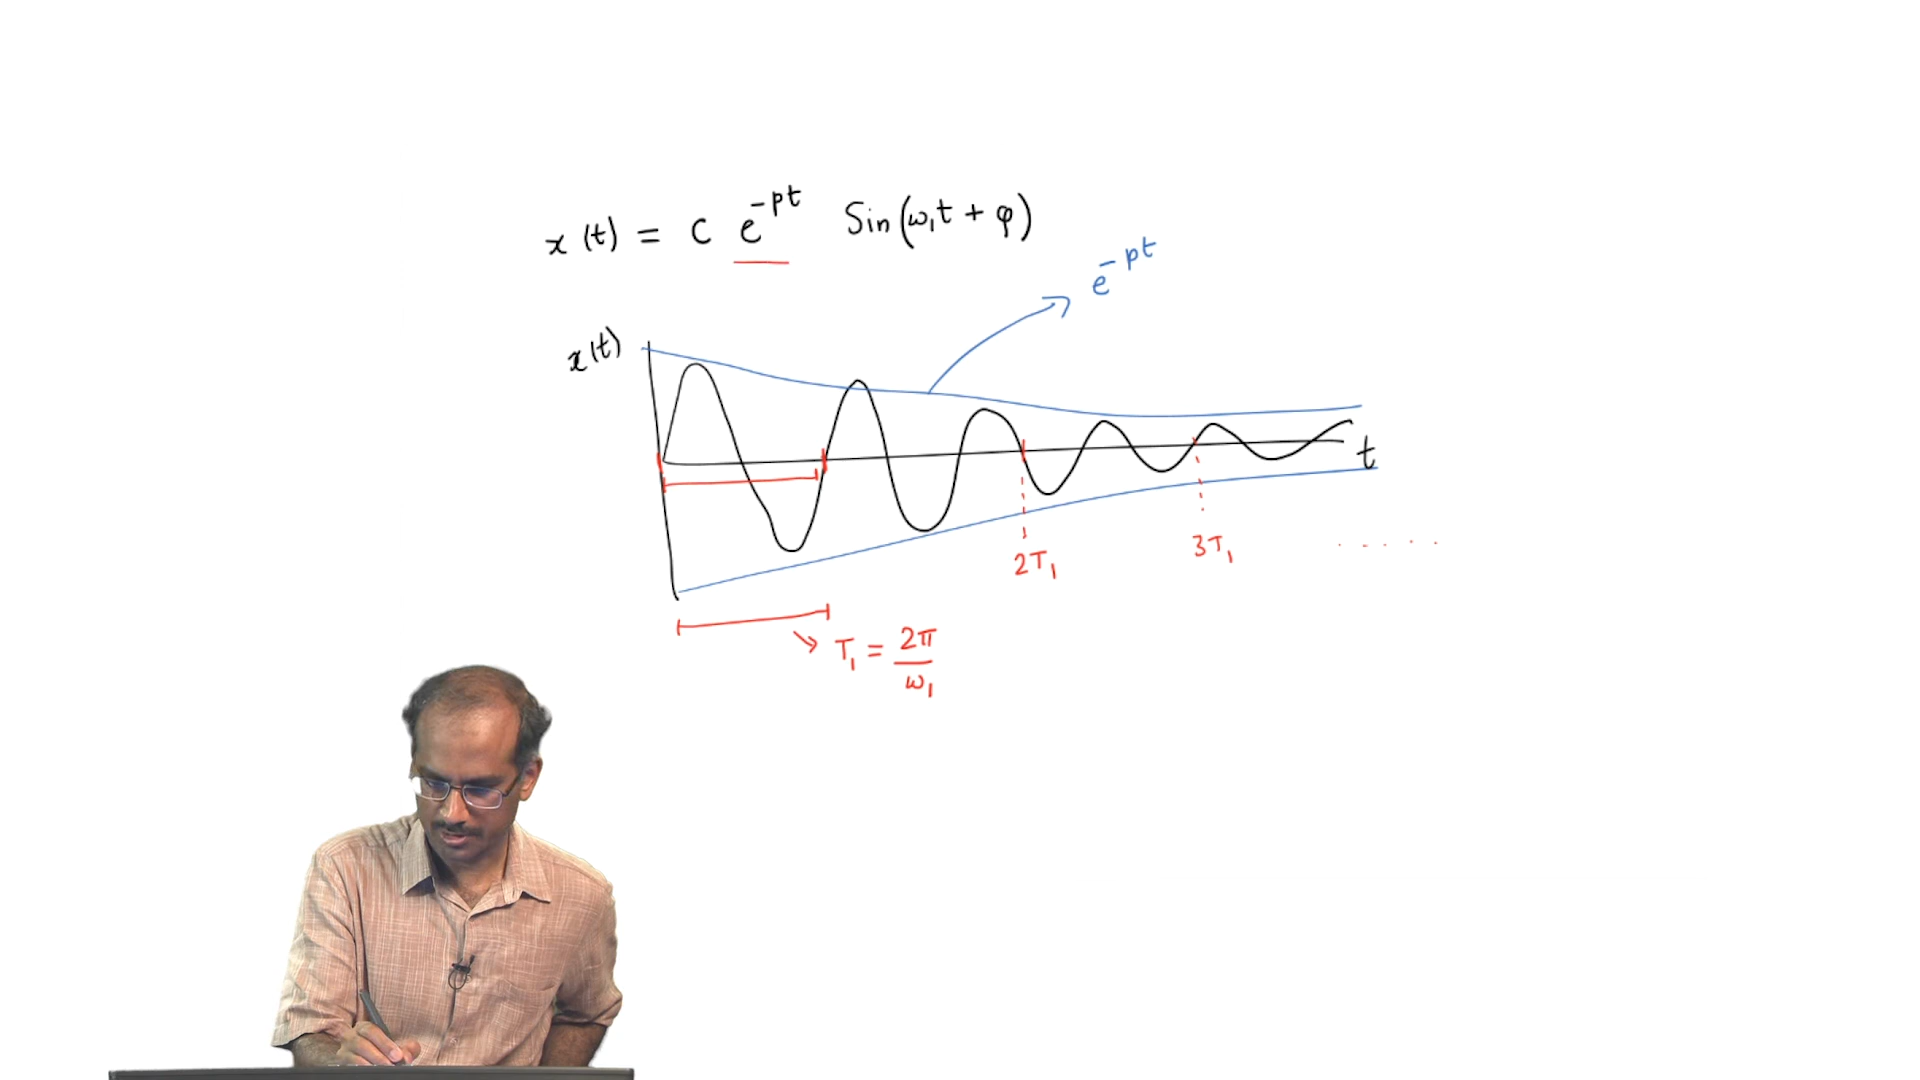 x (t) = C e^{-pt} Sin(ω₁t + φ)
e^{-pt}
x(t)
t
2T₁
3T₁
.....
T₁ = 2π/ω₁